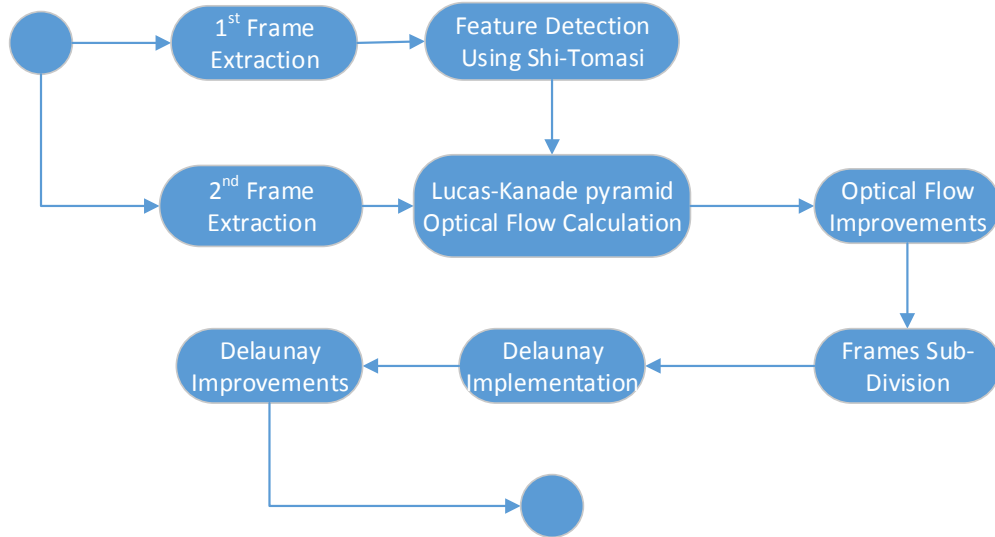 1st Frame
Extraction
Feature Detection
Using Shi-Tomasi
2nd Frame
Extraction
Lucas-Kanade pyramid
Optical Flow Calculation
Optical Flow
Improvements
Delaunay
Improvements
Delaunay
Implementation
Frames Sub-
Division